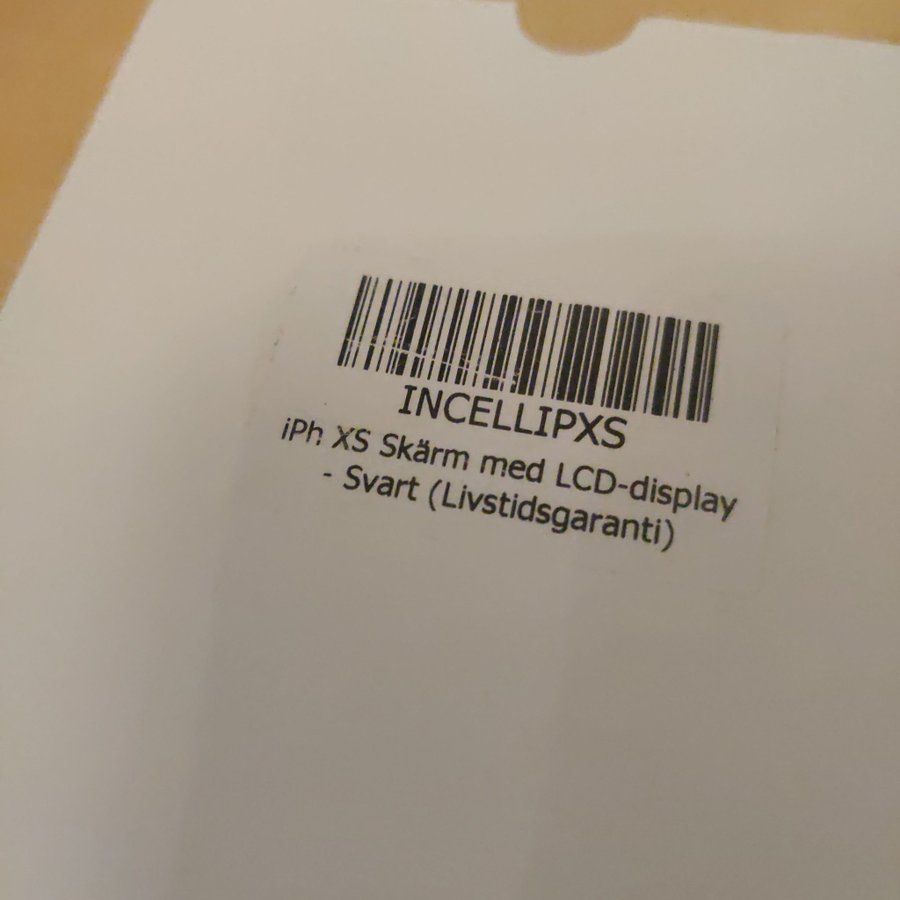 INCELLIPXS
iPh XS Skärm med LCD-display
- Svart (Livstidsgaranti)